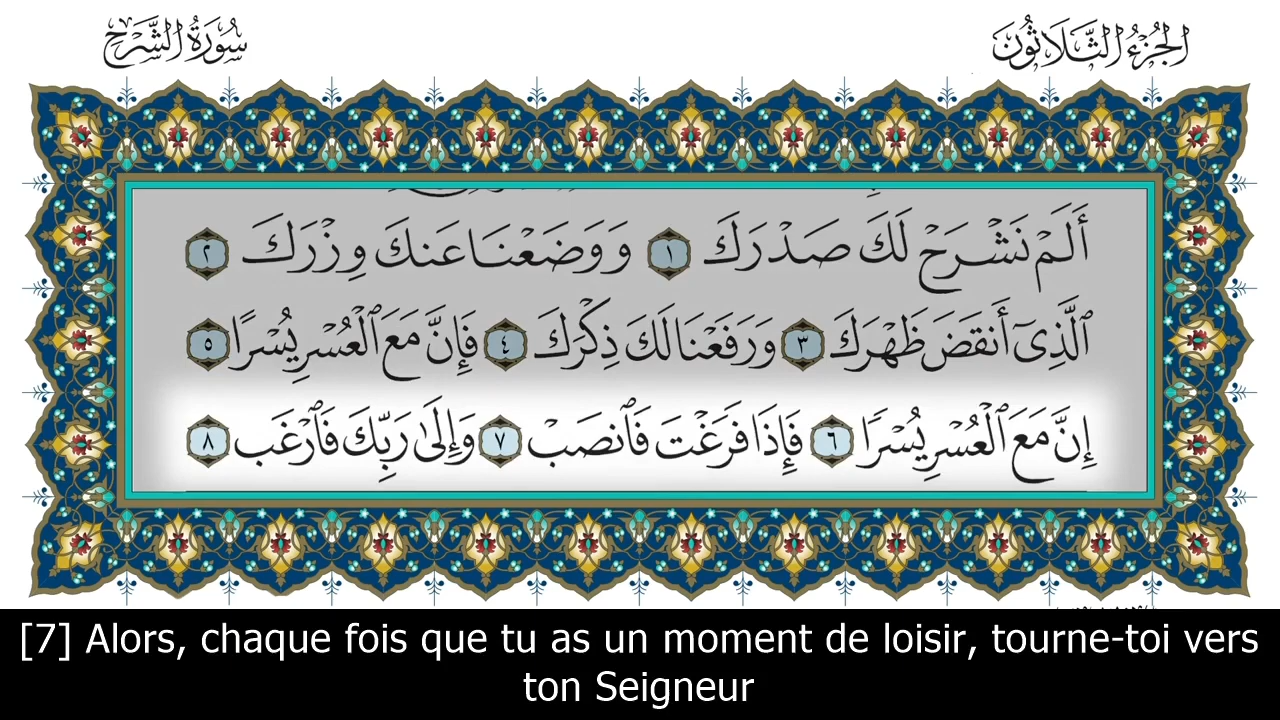 الجُزْءُ الثَّلَاثُونَ
سُورَةُ الشَّرْحِ
أَلَمْ نَشْرَحْ لَكَ صَدْرَكَ ١ وَوَضَعْنَا عَنكَ وِزْرَكَ ٢
ٱلَّذِىٓ أَنقَضَ ظَهْرَكَ ٣ وَرَفَعْنَا لَكَ ذِكْرَكَ ٤ فَإِنَّ مَعَ ٱلْعُسْرِ يُسْرًا ٥
إِنَّ مَعَ ٱلْعُسْرِ يُسْرًا ٦ فَإِذَا فَرَغْتَ فَٱنصَبْ ٧ وَإِلَىٰ رَبِّكَ فَٱرْغَب ٨
[7] Alors, chaque fois que tu as un moment de loisir, tourne-toi vers
ton Seigneur